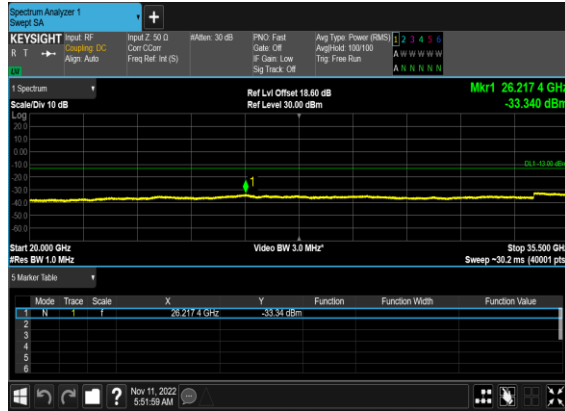 Spectrum Analyzer 1
Swept SA
+
KEYSIGHT Input: RF Input Z: 50 Ω #Atten: 30 dB PNO: Fast Avg Type: Power (RMS) 1 2 3 4 5 6
R T Coupling: DC Corr CCorr Gate: Off Avg|Hold: 100/100 A W W W W W
Align: Auto Freq Ref: Int (S) IF Gain: Low Trig: Free Run
Sig Track: Off A N N N N N
1 Spectrum Ref Lvl Offset 18.60 dB Mkr1 26.217 4 GHz
Scale/Div 10 dB Ref Level 30.00 dBm -33.340 dBm
Log
20.0
10.0
0.00
-10.0 DL1 -13.00 dBm
-20.0
1
-30.0
-40.0
-50.0
-60.0
Start 20.000 GHz Video BW 3.0 MHz* Stop 35.500 GHz
#Res BW 1.0 MHz Sweep ~30.2 ms (40001 pts)
5 Marker Table
Mode Trace Scale X Y Function Function Width Function Value
1 N 1 f 26.217 4 GHz -33.34 dBm
2
3
4
5
6
? Nov 11, 2022
5:51:59 AM